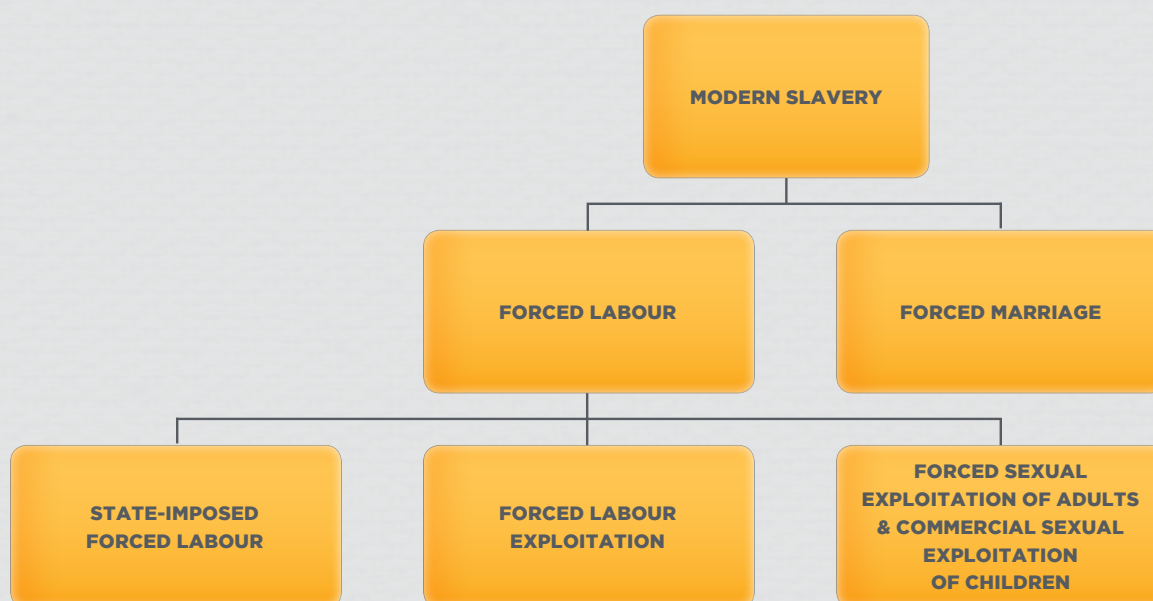 MODERN SLAVERY
FORCED LABOUR
FORCED MARRIAGE
STATE-IMPOSED
FORCED LABOUR
FORCED LABOUR
EXPLOITATION
FORCED SEXUAL
EXPLOITATION OF ADULTS
& COMMERCIAL SEXUAL
EXPLOITATION
OF CHILDREN